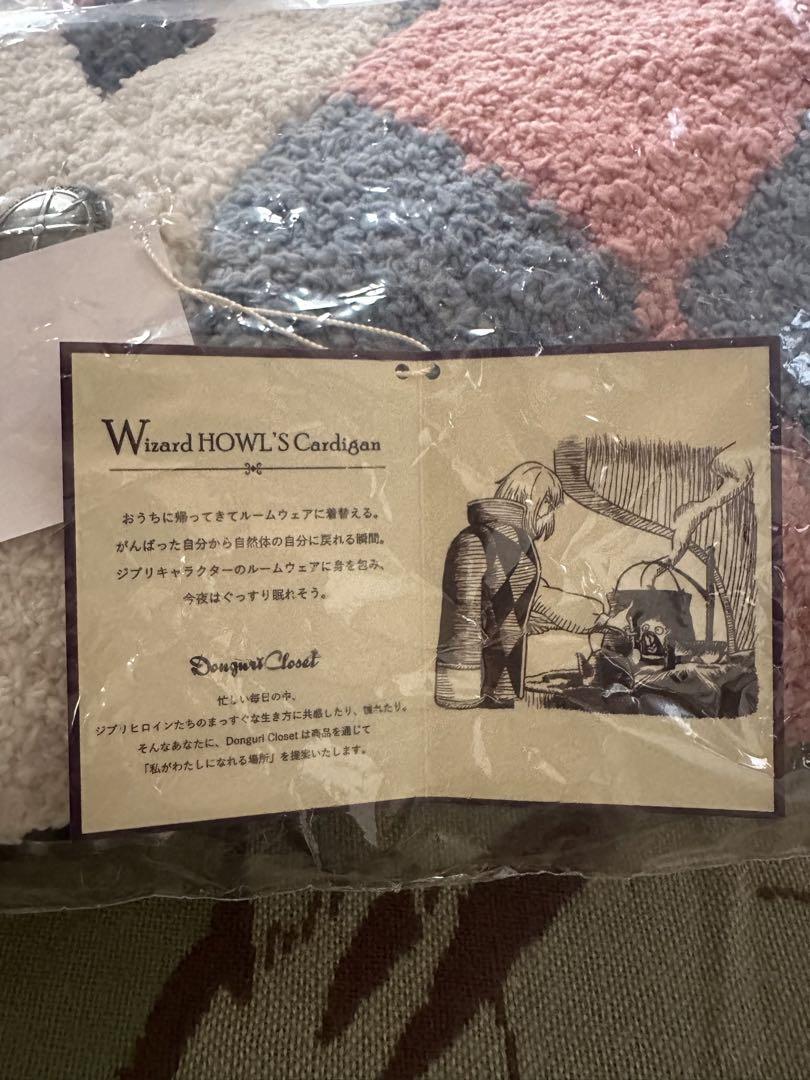 Wizard HOWL'S Cardigan
おうちに帰ってきてルームウェアに着替える。
がんばった自分から自然体の自分に戻れる瞬間。
ジブリキャラクターのルームウェアに身を包み、
今夜はぐっすり眠れそう。
Donguri Closet
忙しい毎日の中、
ジブリヒロインたちのまっすぐな生き方に共感したり、憧れたり。
そんなあなたに、Donguri Closet は商品を通じて
「私がわたしになれる場所」を提案いたします。